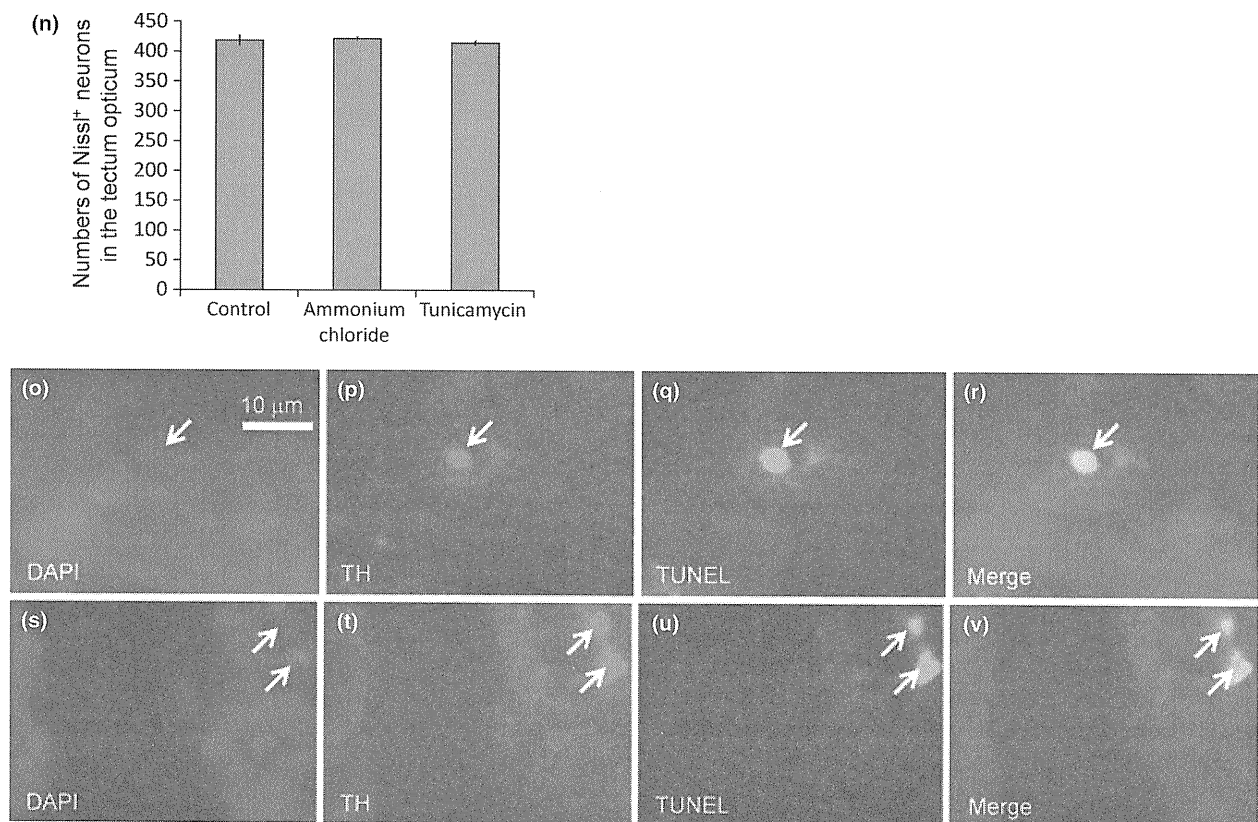 (n)
450
400
350
300
250
200
150
100
50
0
Numbers of Nissl⁺ neurons
in the tectum opticum
Control
Ammonium
chloride
Tunicamycin
(o)
10 μm
DAPI
(p)
TH
(q)
TUNEL
(r)
Merge
(s)
DAPI
(t)
TH
(u)
TUNEL
(v)
Merge